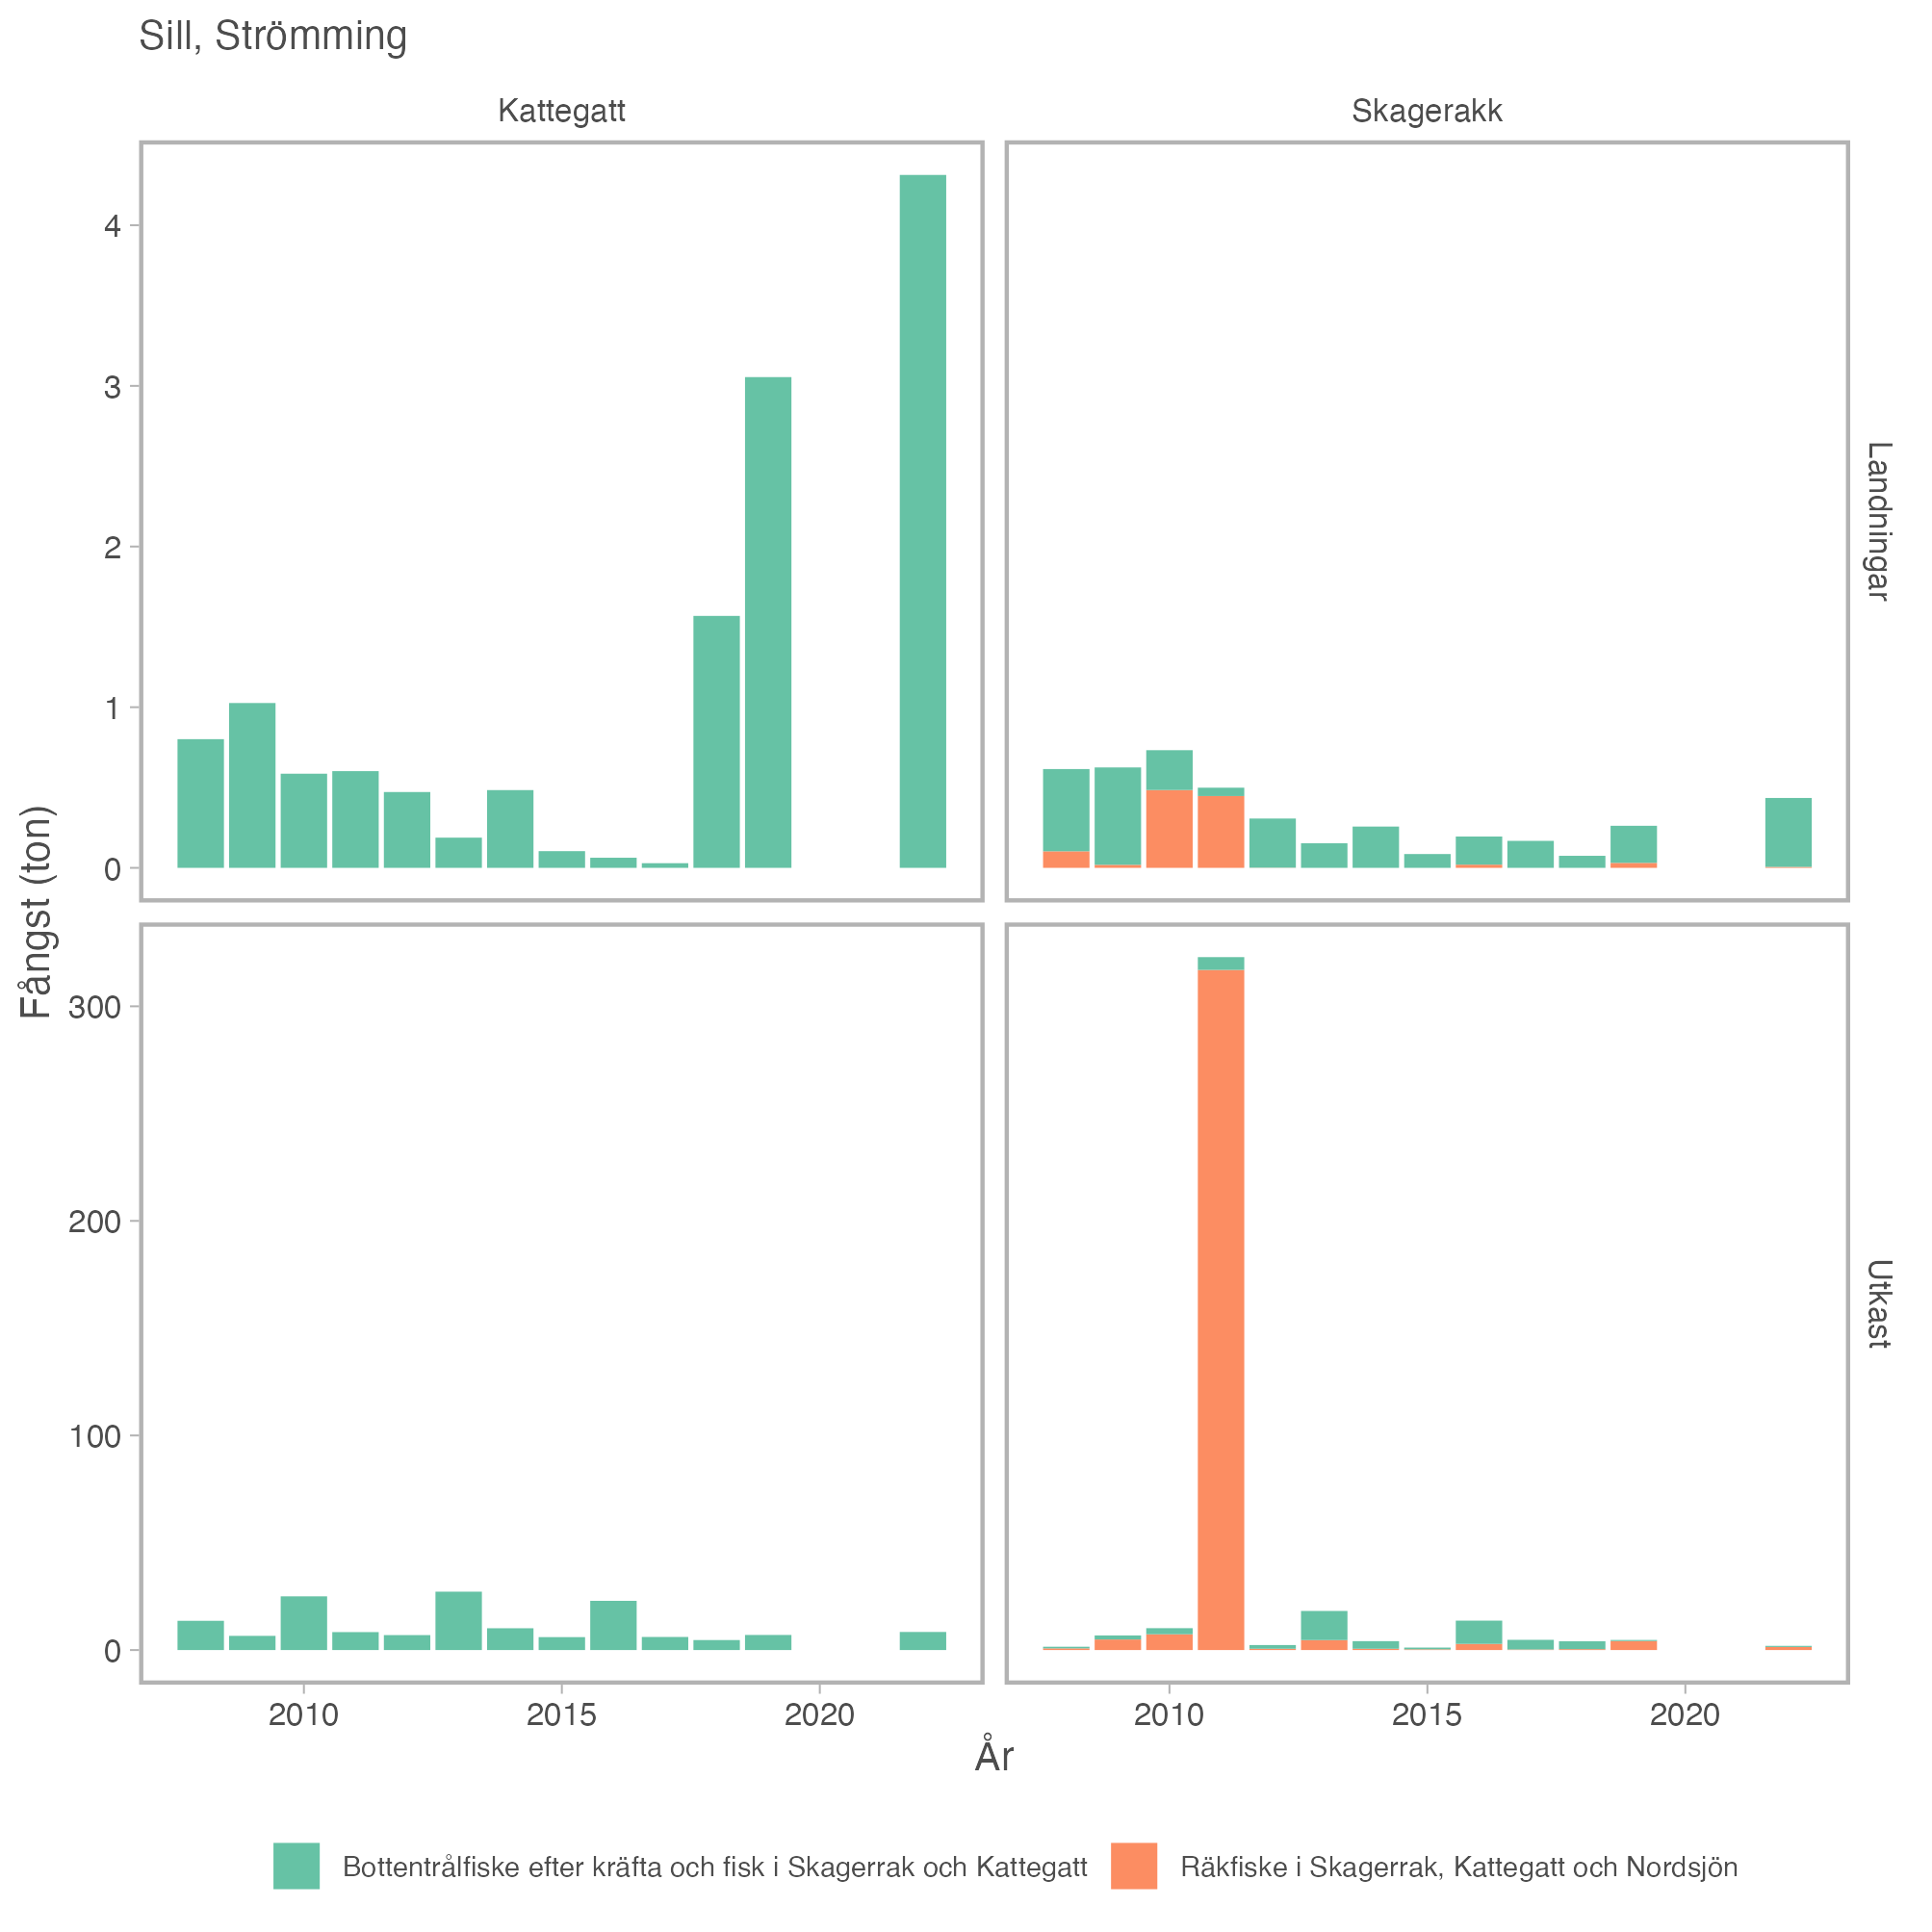 Sill, Strömming
Kattegatt
Skagerakk
4
3
2
1
0
Landningar
Fångst (ton)
300
200
100
0
Utkast
2010
2015
2020
2010
2015
2020
År
Bottentrålfiske efter kräfta och fisk i Skagerrak och Kattegatt
Räkfiske i Skagerrak, Kattegatt och Nordsjön